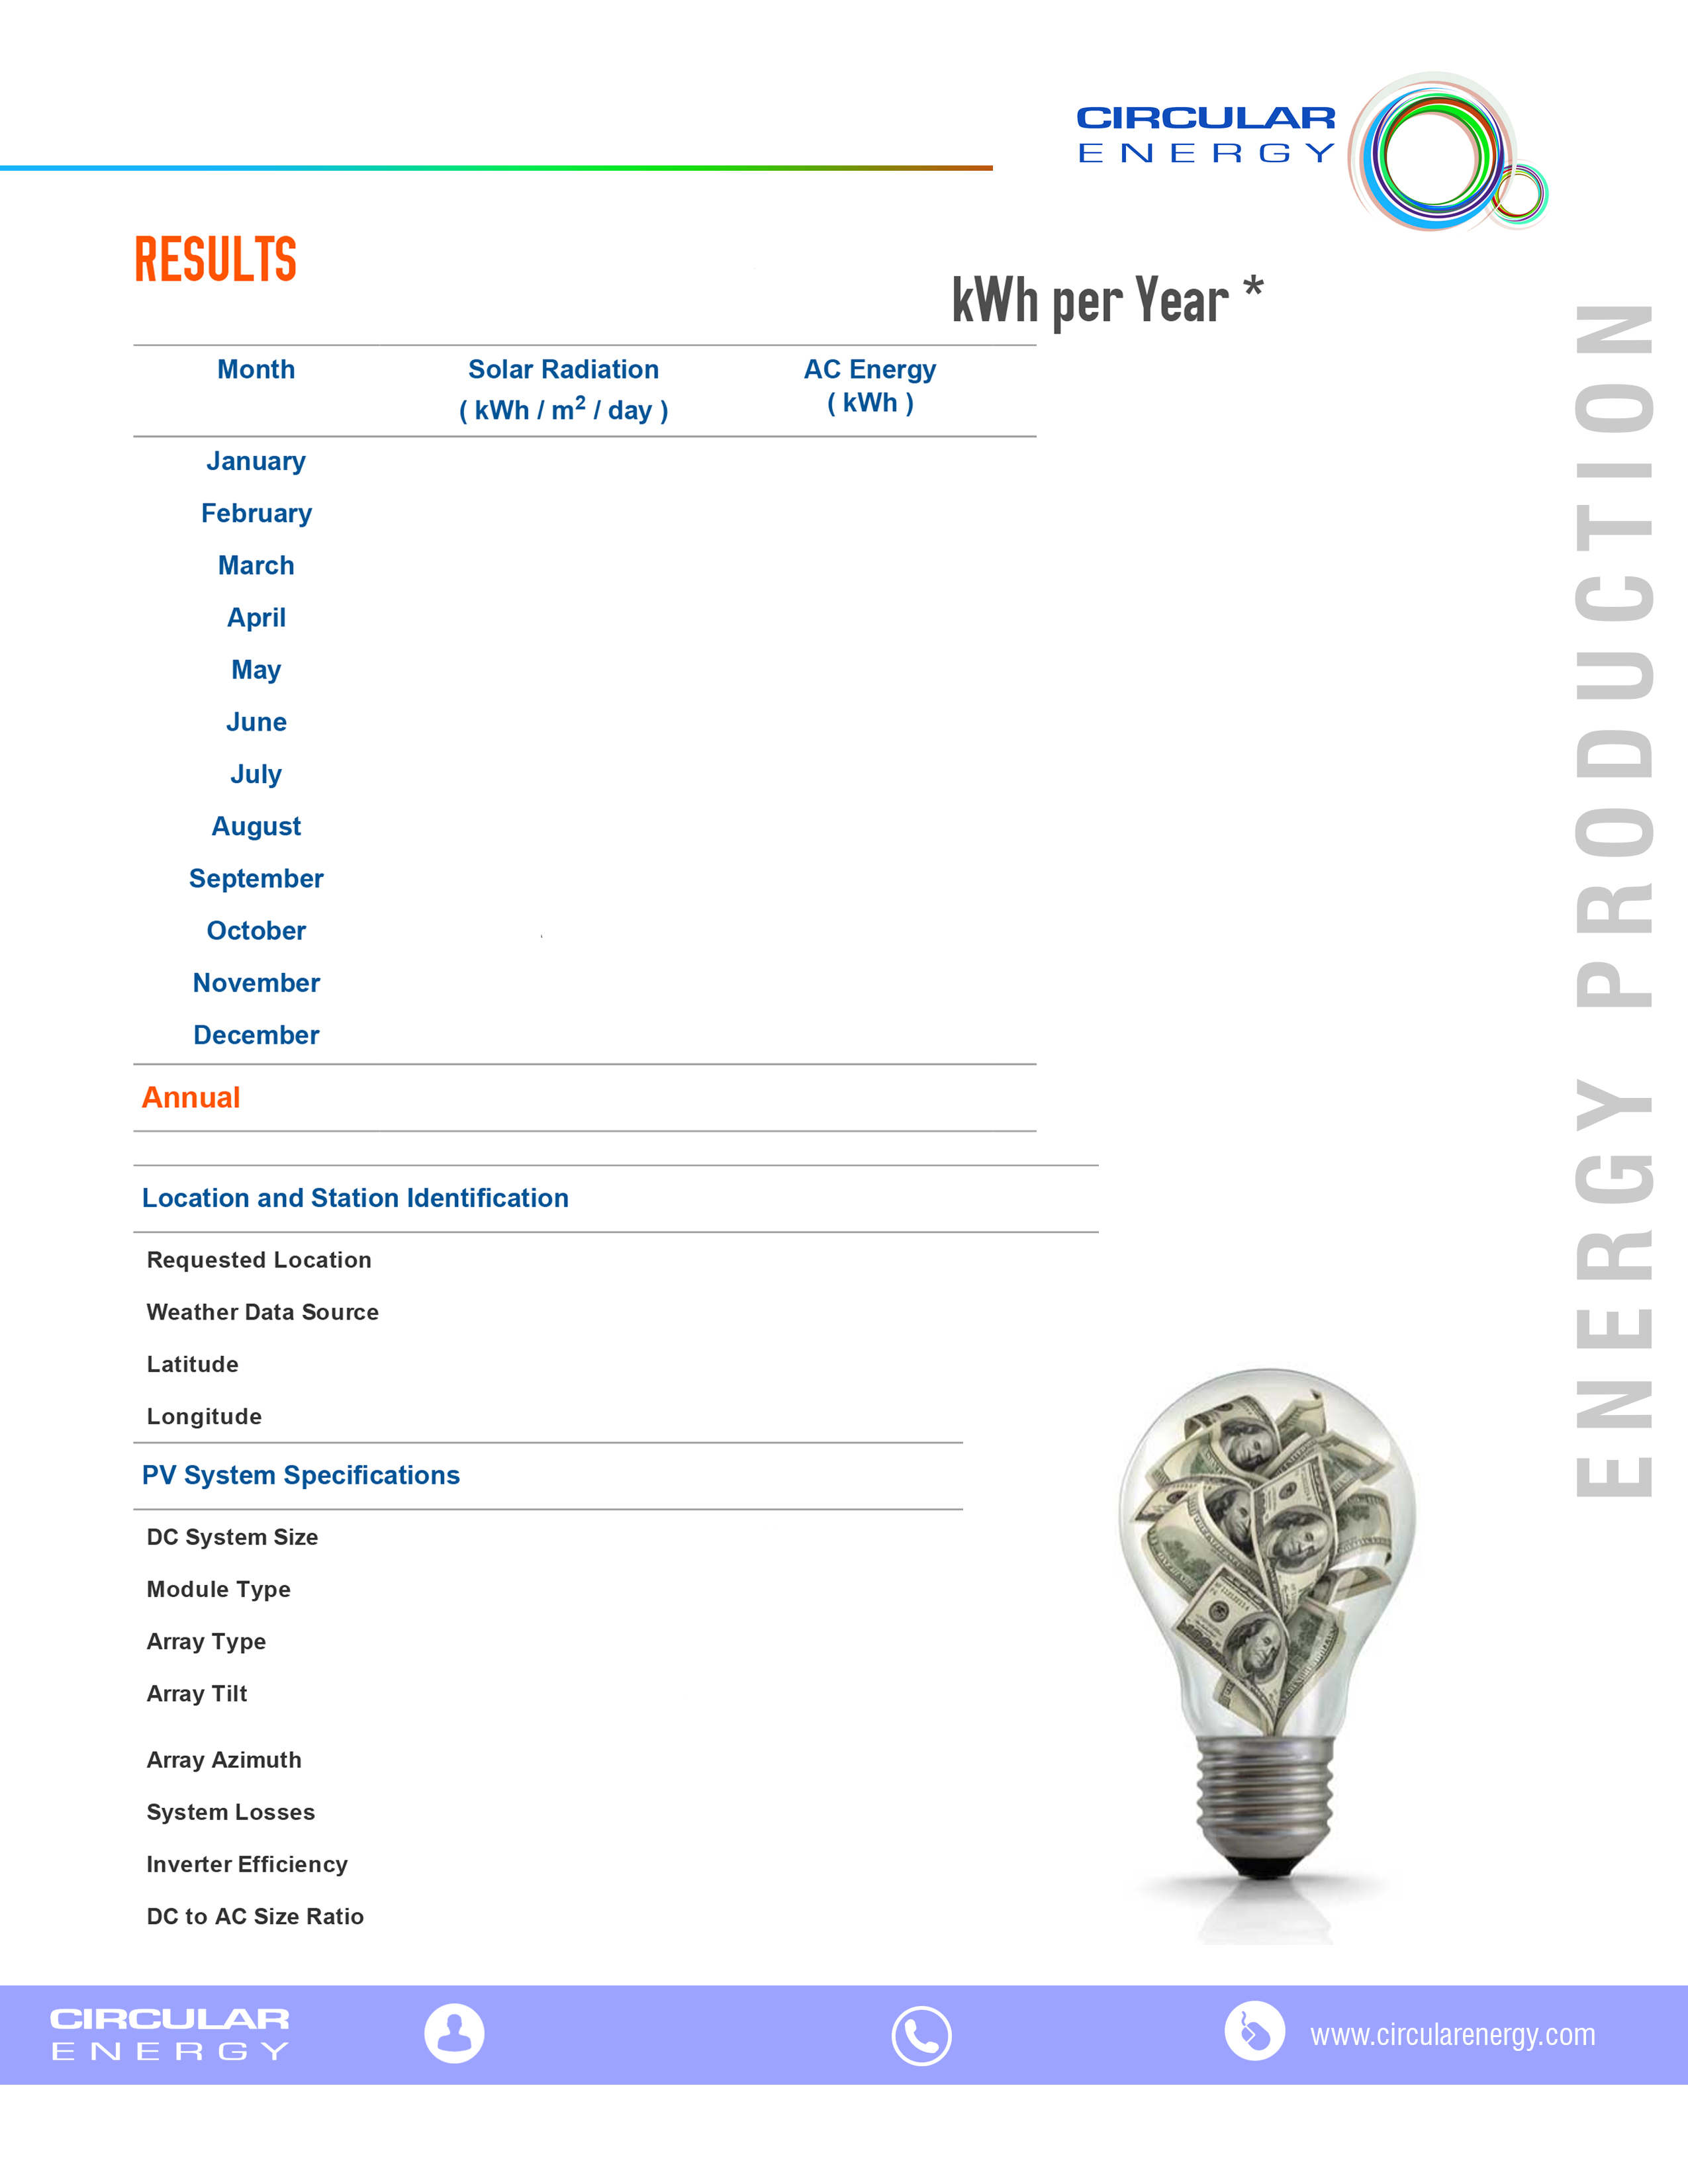 CIRCULAR
ENERGY
RESULTS
kWh per Year *
Month Solar Radiation AC Energy
( kWh / m² / day ) ( kWh )
January
February
March
April
May
June
July
August
September
October
November
December
Annual
Location and Station Identification
Requested Location
Weather Data Source
Latitude
Longitude
PV System Specifications
DC System Size
Module Type
Array Type
Array Tilt
Array Azimuth
System Losses
Inverter Efficiency
DC to AC Size Ratio
ENERGY PRODUCTION
CIRCULAR
ENERGY
www.circularenergy.com